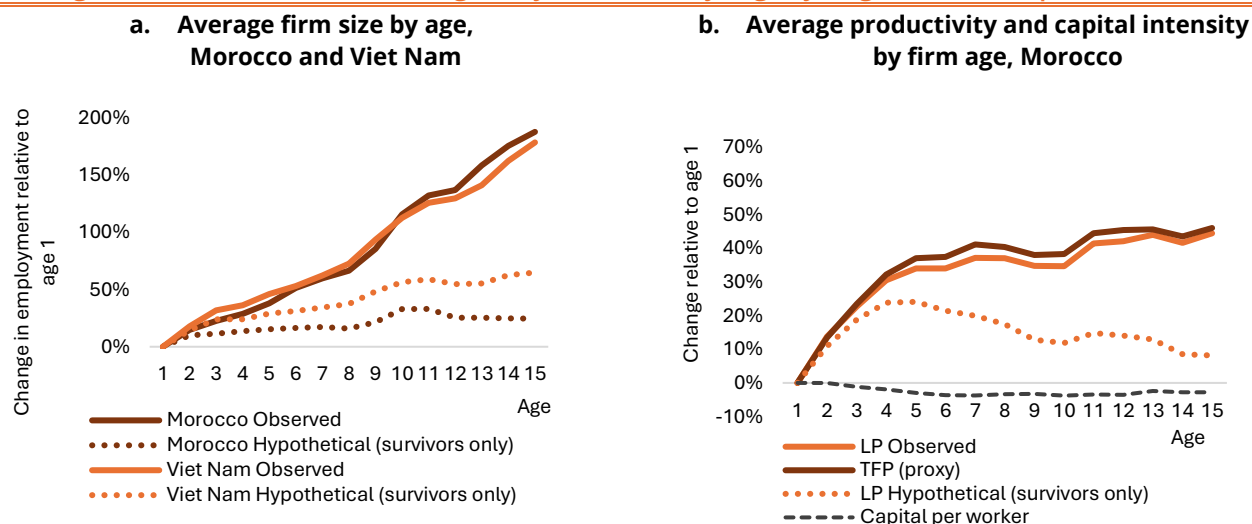 a. Average firm size by age,
Morocco and Viet Nam
Change in employment relative to
age 1
200%
150%
100%
50%
0%
1 2 3 4 5 6 7 8 9 10 11 12 13 14 15
Age
Morocco Observed
Morocco Hypothetical (survivors only)
Viet Nam Observed
Viet Nam Hypothetical (survivors only)
b. Average productivity and capital intensity
by firm age, Morocco
Change relative to age 1
70%
60%
50%
40%
30%
20%
10%
0%
-10%
1 2 3 4 5 6 7 8 9 10 11 12 13 14 15
Age
LP Observed
TFP (proxy)
LP Hypothetical (survivors only)
Capital per worker